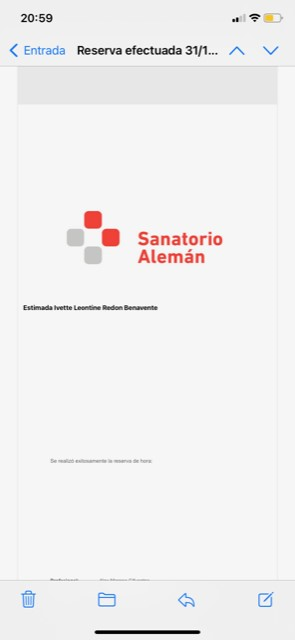 20:59
Entrada
Reserva efectuada 31/1...
Sanatorio
Alemán
Estimada Ivette Leontine Redon Benavente
Se realizó exitosamente la reserva de hora: